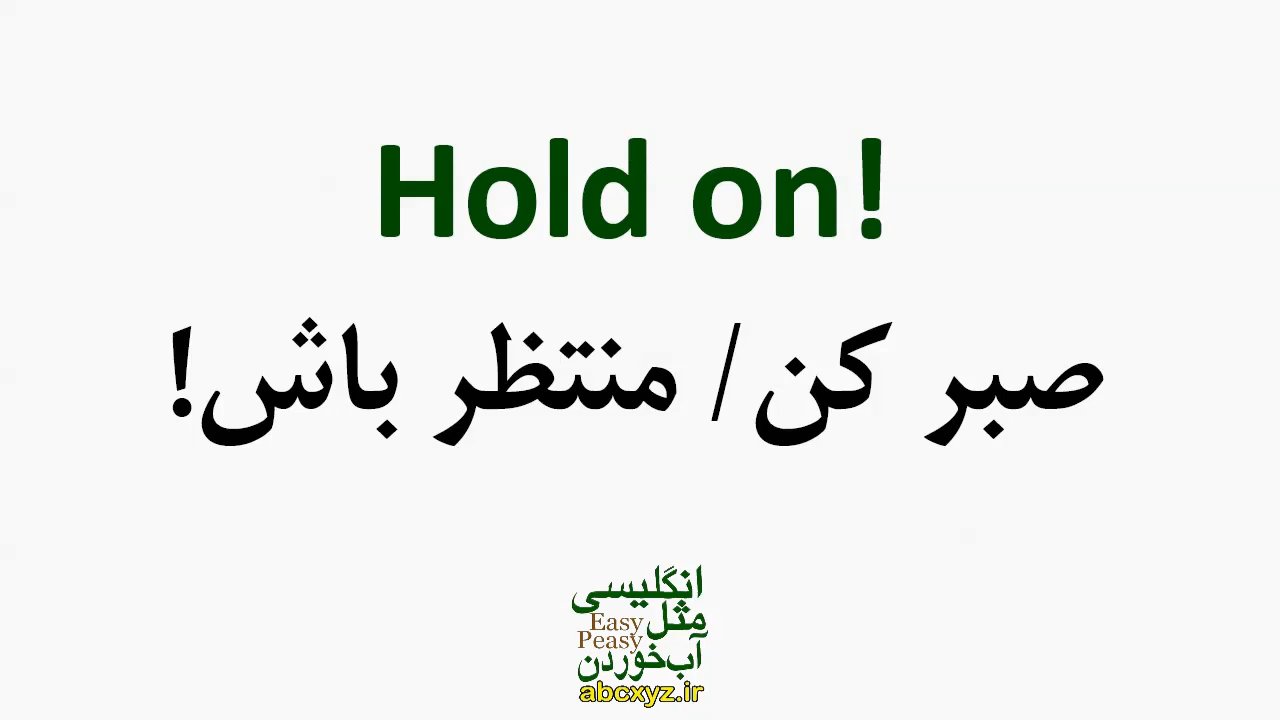 Hold on!
صبر کن/ منتظر باش!
انگلیسی
مثل Easy
Peasy
آب‌خوردن
abcxyz.ir